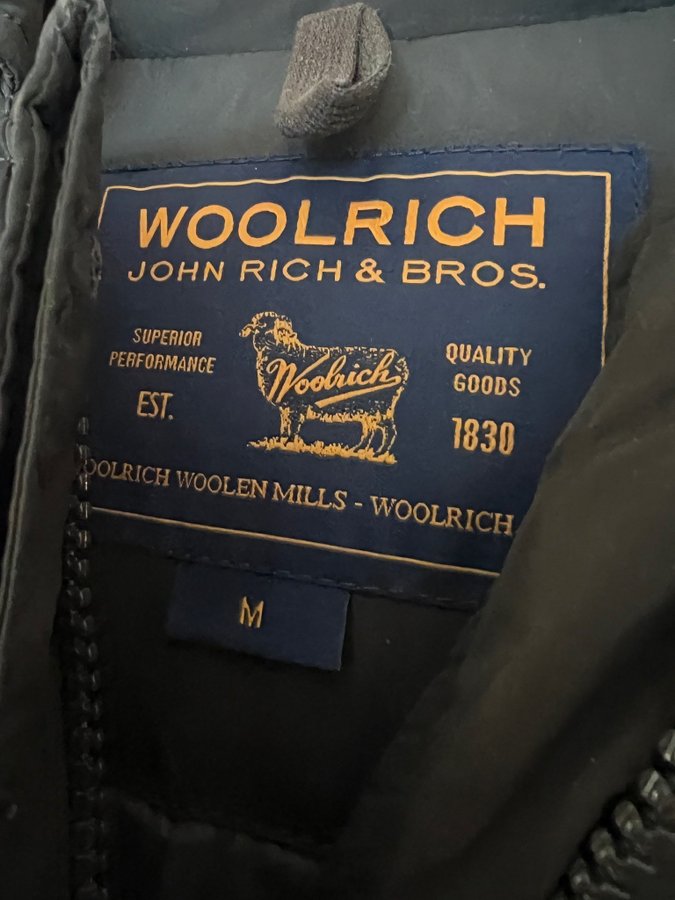 WOOLRICH
JOHN RICH & BROS.
SUPERIOR
PERFORMANCE
EST.
Woolrich
QUALITY
GOODS
1830
OOLRICH WOOLEN MILLS - WOOLRICH,
M